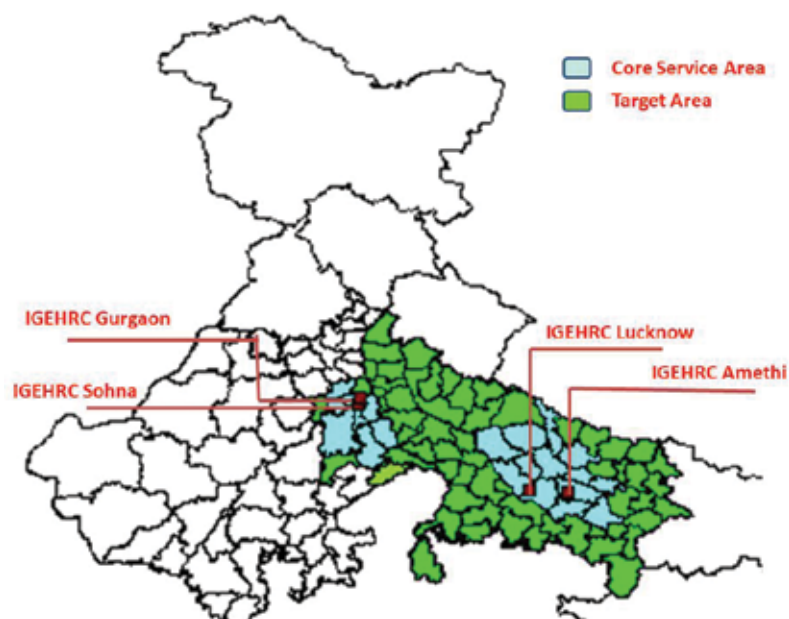 Core Service Area
Target Area
IGEHRC Gurgaon
IGEHRC Lucknow
IGEHRC Amethi
IGEHRC Sohna